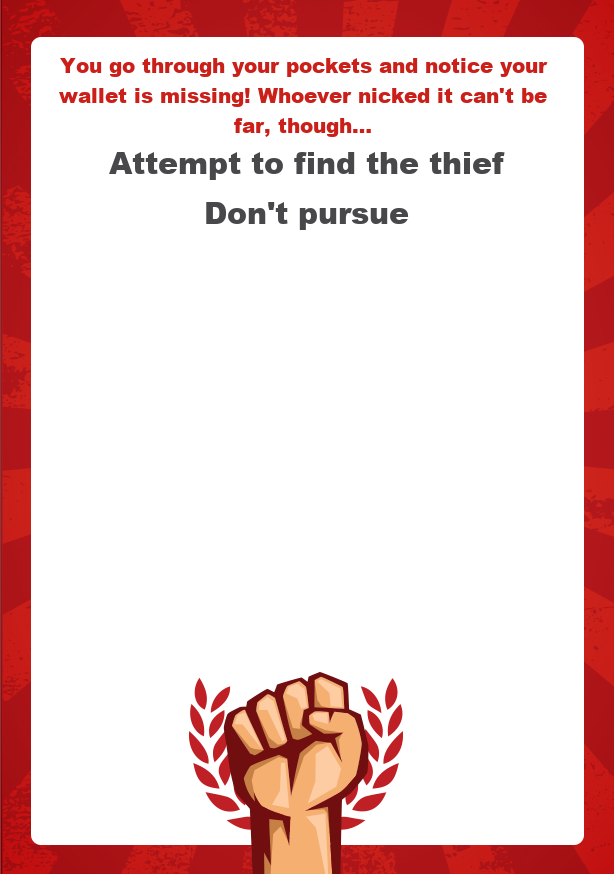 You go through your pockets and notice your
wallet is missing! Whoever nicked it can't be
far, though...
Attempt to find the thief
Don't pursue